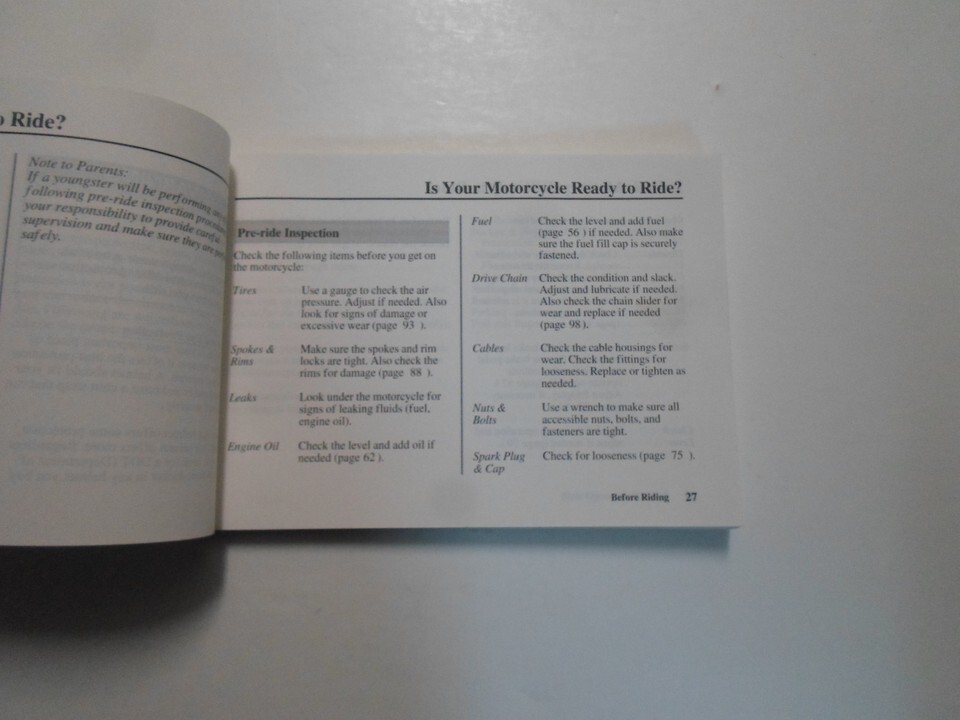 o Ride?
Note to Parents:
If a youngster will be performing
following pre-ride inspection
your responsibility to provide
supervision and make sure they are
safely.
Is Your Motorcycle Ready to Ride?
Pre-ride Inspection
Check the following items before you get on
the motorcycle:
Tires Use a gauge to check the air
pressure. Adjust if needed. Also
look for signs of damage or
excessive wear (page 93 ).
Spokes & Make sure the spokes and rim
Rims locks are tight. Also check the
rims for damage (page 88 ).
Leaks Look under the motorcycle for
signs of leaking fluids (fuel,
engine oil).
Engine Oil Check the level and add oil if
needed (page 62 ).
Fuel Check the level and add fuel
(page 56 ) if needed. Also make
sure the fuel fill cap is securely
fastened.
Drive Chain Check the condition and slack.
Adjust and lubricate if needed.
Also check the chain slider for
wear and replace if needed
(page 98 ).
Cables Check the cable housings for
wear. Check the fittings for
looseness. Replace or tighten as
needed.
Nuts & Use a wrench to make sure all
Bolts accessible nuts, bolts, and
fasteners are tight.
Spark Plug Check for looseness (page 75 ).
& Cap
Before Riding 27